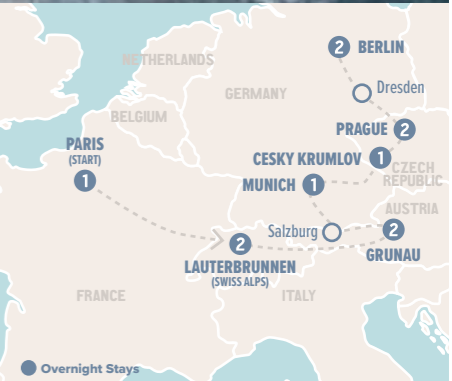 2 BERLIN
NETHERLANDS
Dresden
GERMANY
BELGIUM
PRAGUE 2
PARIS
(START)
1
CESKY KRUMLOV 1
CZECH
REPUBLIC
MUNICH 1
AUSTRIA
Salzburg
2
GRUNAU
2
LAUTERBRUNNEN
(SWISS ALPS)
FRANCE
ITALY
Overnight Stays